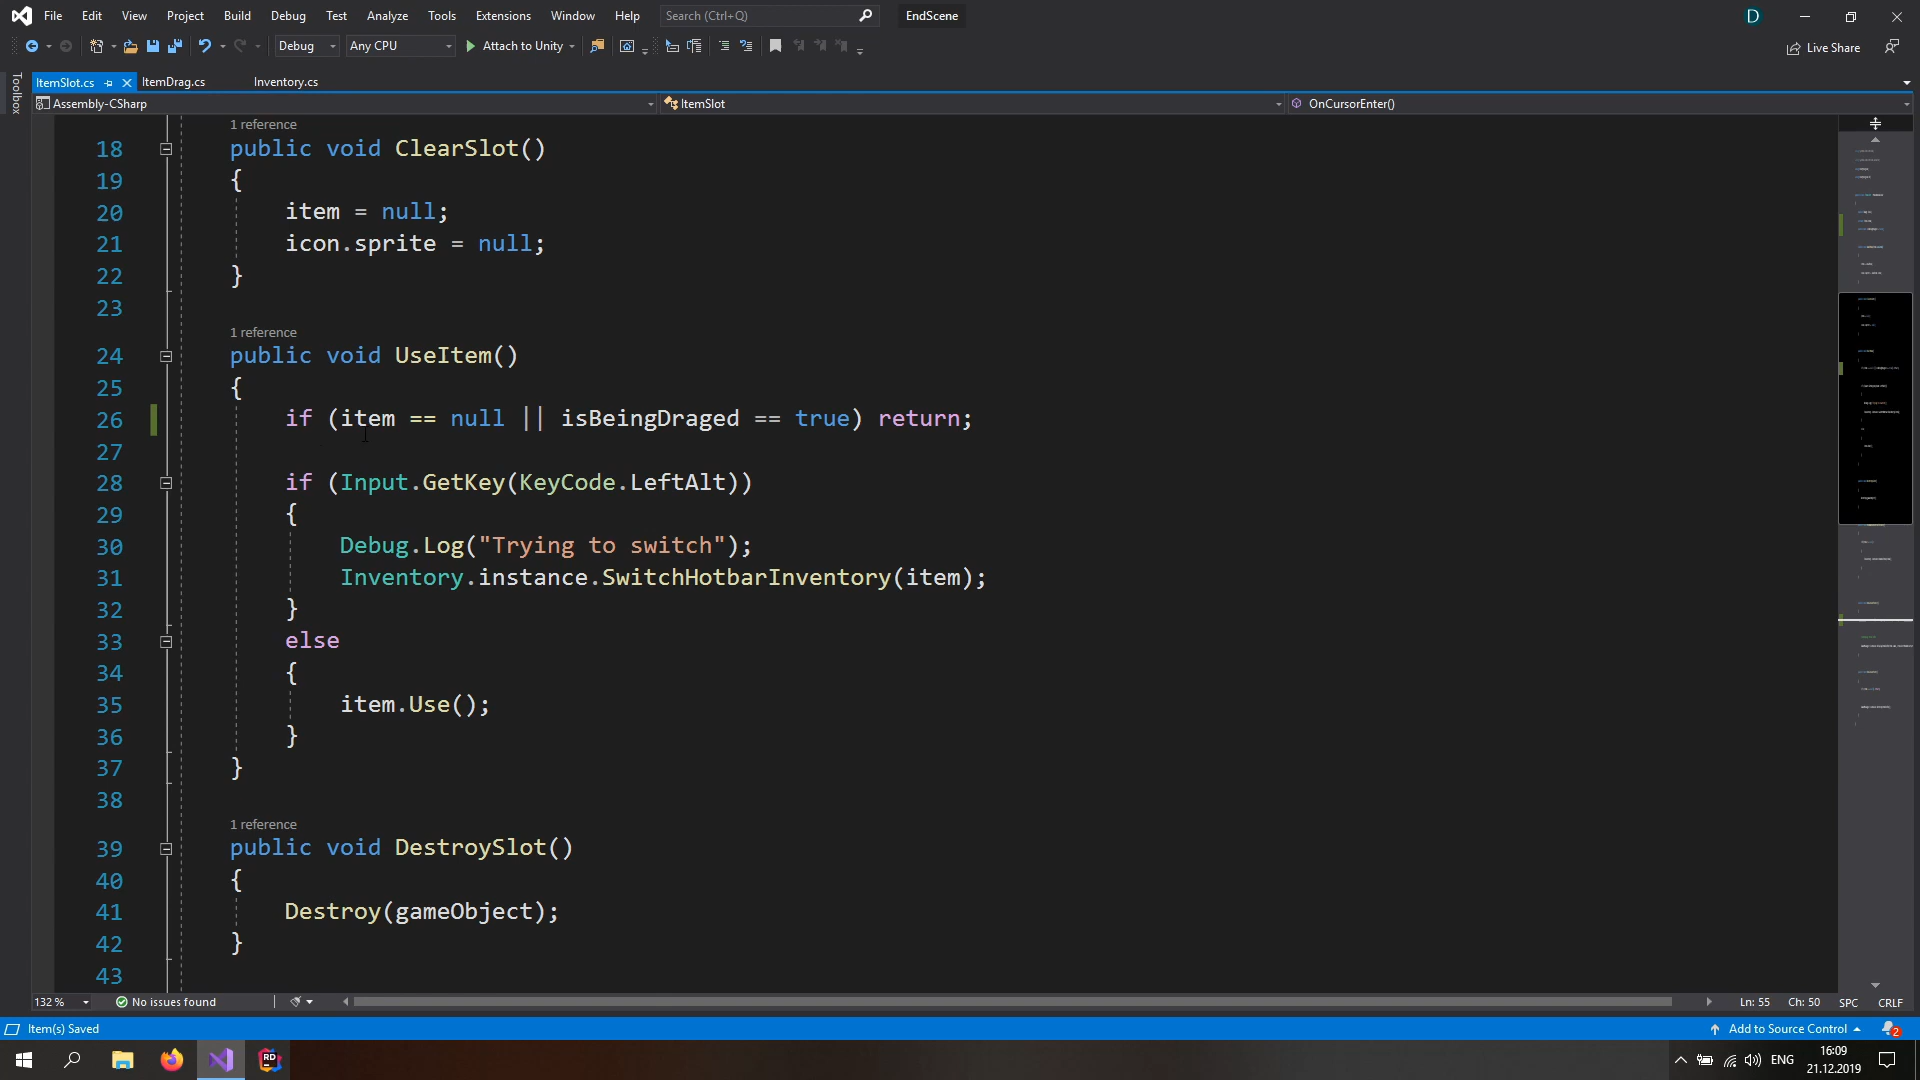 File Edit View Project Build Debug Test Analyze Tools Extensions Window Help Search (Ctrl+Q) EndScene D
Debug Any CPU Attach to Unity Live Share
Toolbox
ItemSlot.cs ItemDrag.cs Inventory.cs
Assembly-CSharp ItemSlot OnCursorEnter()
1 reference
18 public void ClearSlot()
19 {
20 item = null;
21 icon.sprite = null;
22 }
23
1 reference
24 public void UseItem()
25 {
26 if (item == null || isBeingDraged == true) return;
27
28 if (Input.GetKey(KeyCode.LeftAlt))
29 {
30 Debug.Log("Trying to switch");
31 Inventory.instance.SwitchHotbarInventory(item);
32 }
33 else
34 {
35 item.Use();
36 }
37 }
38
1 reference
39 public void DestroySlot()
40 {
41 Destroy(gameObject);
42 }
43
132 % No issues found Ln: 55 Ch: 50 SPC CRLF
Item(s) Saved Add to Source Control 2
RD ENG 16:09
21.12.2019